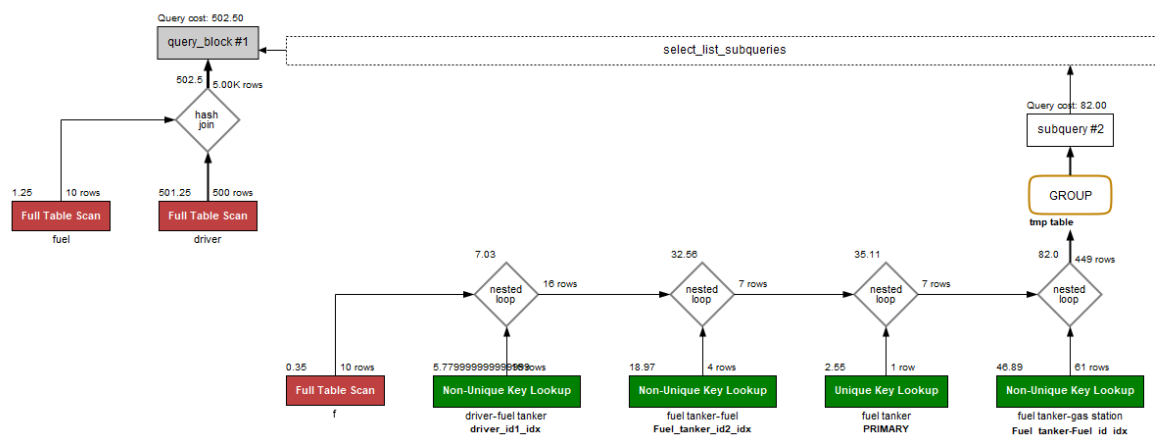 Query cost: 502.50
query_block #1
select_list_subqueries
502.5
5.00K rows
hash
join
Query cost: 82.00
subquery #2
1.25
10 rows
501.25
500 rows
GROUP
Full Table Scan
Full Table Scan
fuel
driver
tmp table
7.03
32.56
35.11
82.0
449 rows
nested
loop
16 rows
nested
loop
7 rows
nested
loop
7 rows
nested
loop
0.35
10 rows
5.779999999999999
rows
18.97
4 rows
2.55
1 row
46.89
61 rows
Full Table Scan
Non-Unique Key Lookup
Non-Unique Key Lookup
Unique Key Lookup
Non-Unique Key Lookup
f
driver-fuel tanker
fuel tanker-fuel
fuel tanker
fuel tanker-gas station
driver_id1_idx
Fuel_tanker_id2_idx
PRIMARY
Fuel_tanker-Fuel_id_idx